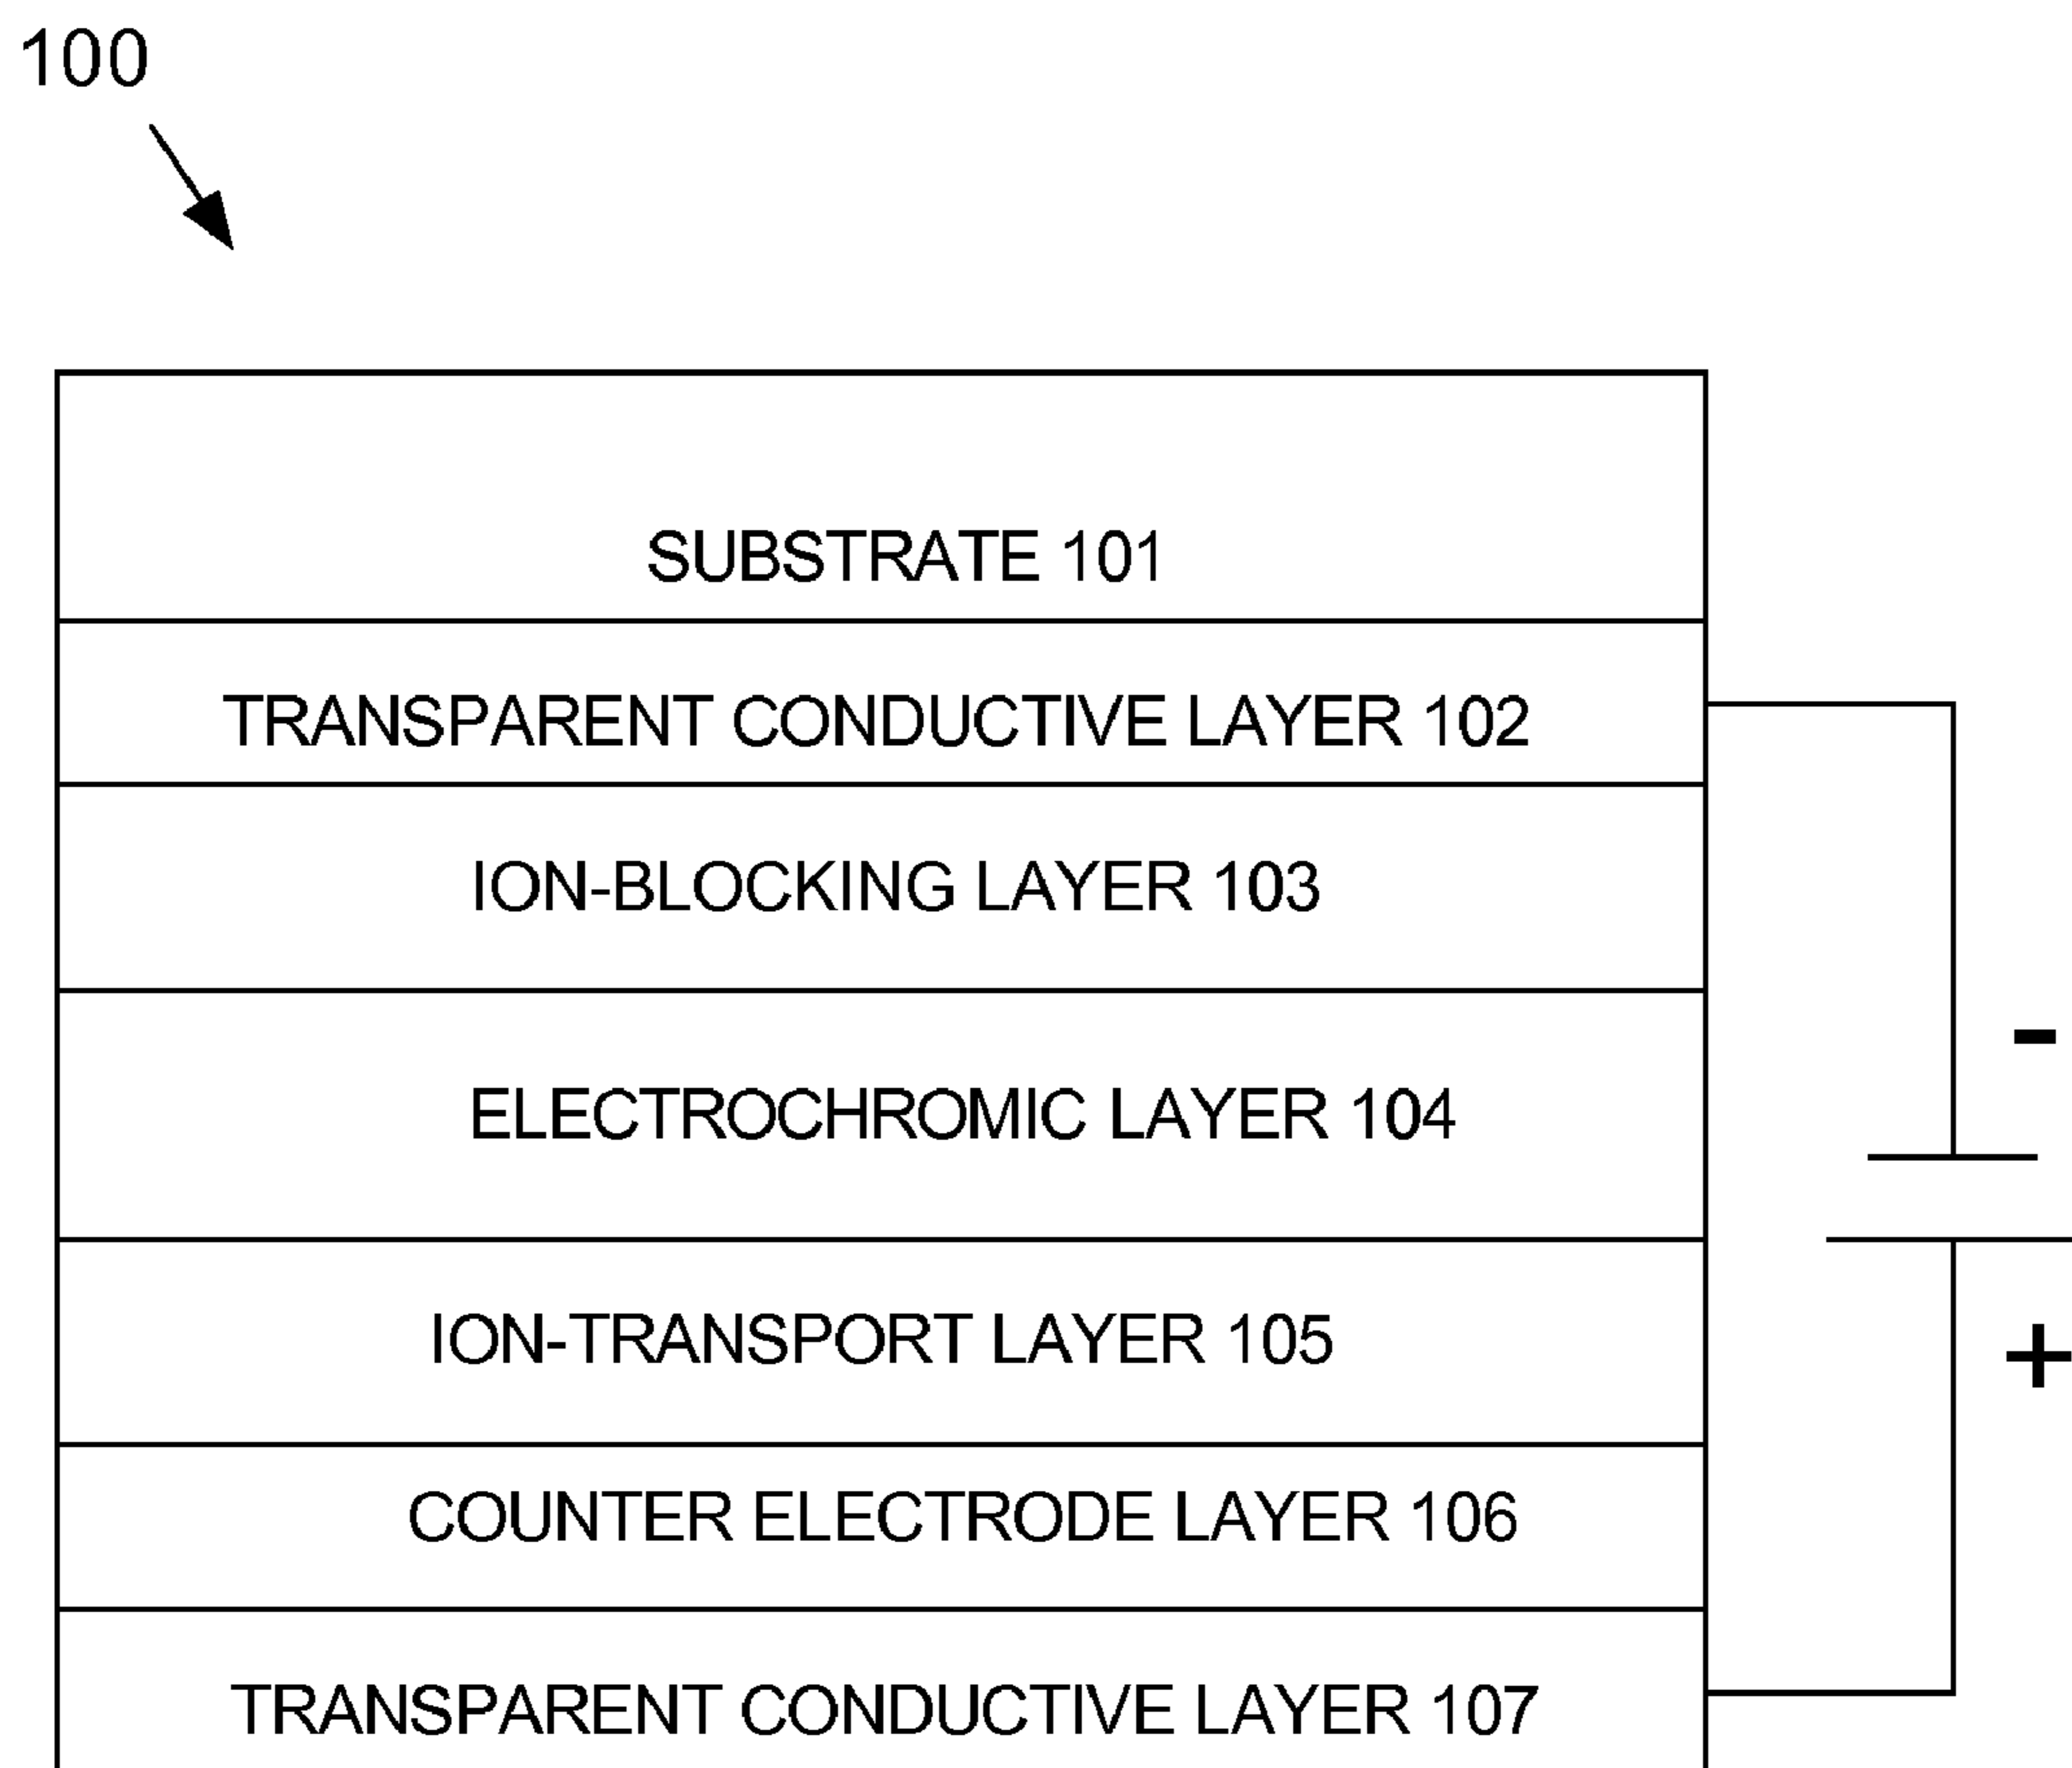 100
SUBSTRATE 101
TRANSPARENT CONDUCTIVE LAYER 102
ION-BLOCKING LAYER 103
-
ELECTROCHROMIC LAYER 104
ION-TRANSPORT LAYER 105
+
COUNTER ELECTRODE LAYER 106
TRANSPARENT CONDUCTIVE LAYER 107